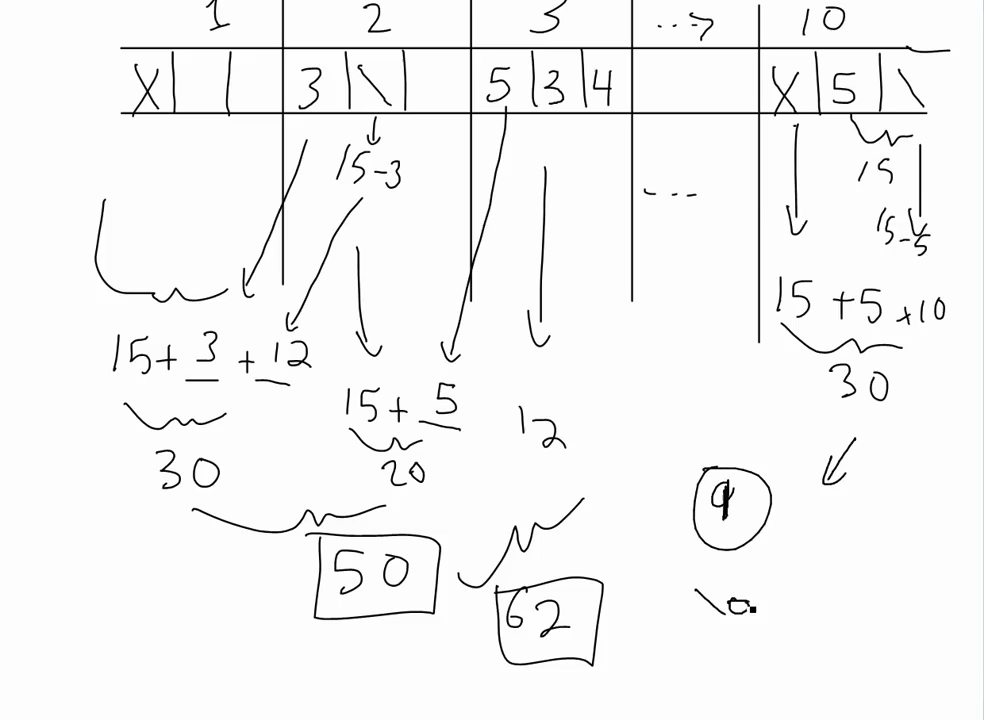 1 2 3 ...→ 10
X 3 \ 5 3 4 X 5 \
15-3 ... 15
15-5
15 + 5 +10
15+ 3 + 12 30
15+ 5 12
30 20
9
50
62